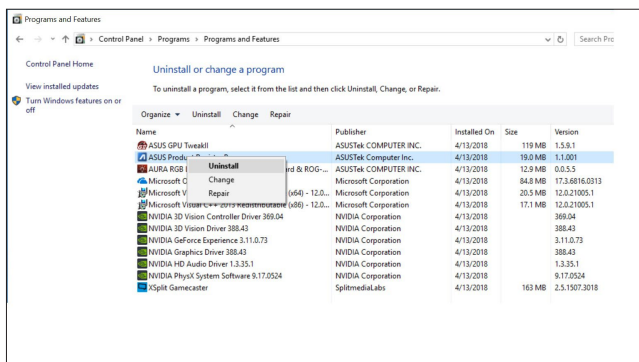 Programs and Features
Control Panel > Programs > Programs and Features
Search Pro
Control Panel Home
View installed updates
Turn Windows features on or off
Uninstall or change a program
To uninstall a program, select it from the list and then click Uninstall, Change, or Repair.
Organize Uninstall Change Repair
Name Publisher Installed On Size Version
ASUS GPU TweakII ASUSTek COMPUTER INC. 4/13/2018 119 MB 1.5.9.1
ASUS Product ASUSTek Computer Inc. 4/13/2018 19.0 MB 1.1.001
AURA RGB rd & ROG-... ASUSTek COMPUTER INC. 4/13/2018 12.9 MB 0.0.5.5
Microsoft O Microsoft Corporation 4/13/2018 84.8 MB 17.3.6816.0313
Microsoft V (x64) - 12.0... Microsoft Corporation 4/13/2018 20.5 MB 12.0.21005.1
Microsoft Visual C++ 2013 Redistributable (x86) - 12.0... Microsoft Corporation 4/13/2018 17.1 MB 12.0.21005.1
NVIDIA 3D Vision Controller Driver 369.04 NVIDIA Corporation 4/13/2018 369.04
NVIDIA 3D Vision Driver 388.43 NVIDIA Corporation 4/13/2018 388.43
NVIDIA GeForce Experience 3.11.0.73 NVIDIA Corporation 4/13/2018 3.11.0.73
NVIDIA Graphics Driver 388.43 NVIDIA Corporation 4/13/2018 388.43
NVIDIA HD Audio Driver 1.3.35.1 NVIDIA Corporation 4/13/2018 1.3.35.1
NVIDIA PhysX System Software 9.17.0524 NVIDIA Corporation 4/13/2018 9.17.0524
XSplit Gamecaster SplitmediaLabs 4/13/2018 163 MB 2.5.1507.3018
Uninstall
Change
Repair